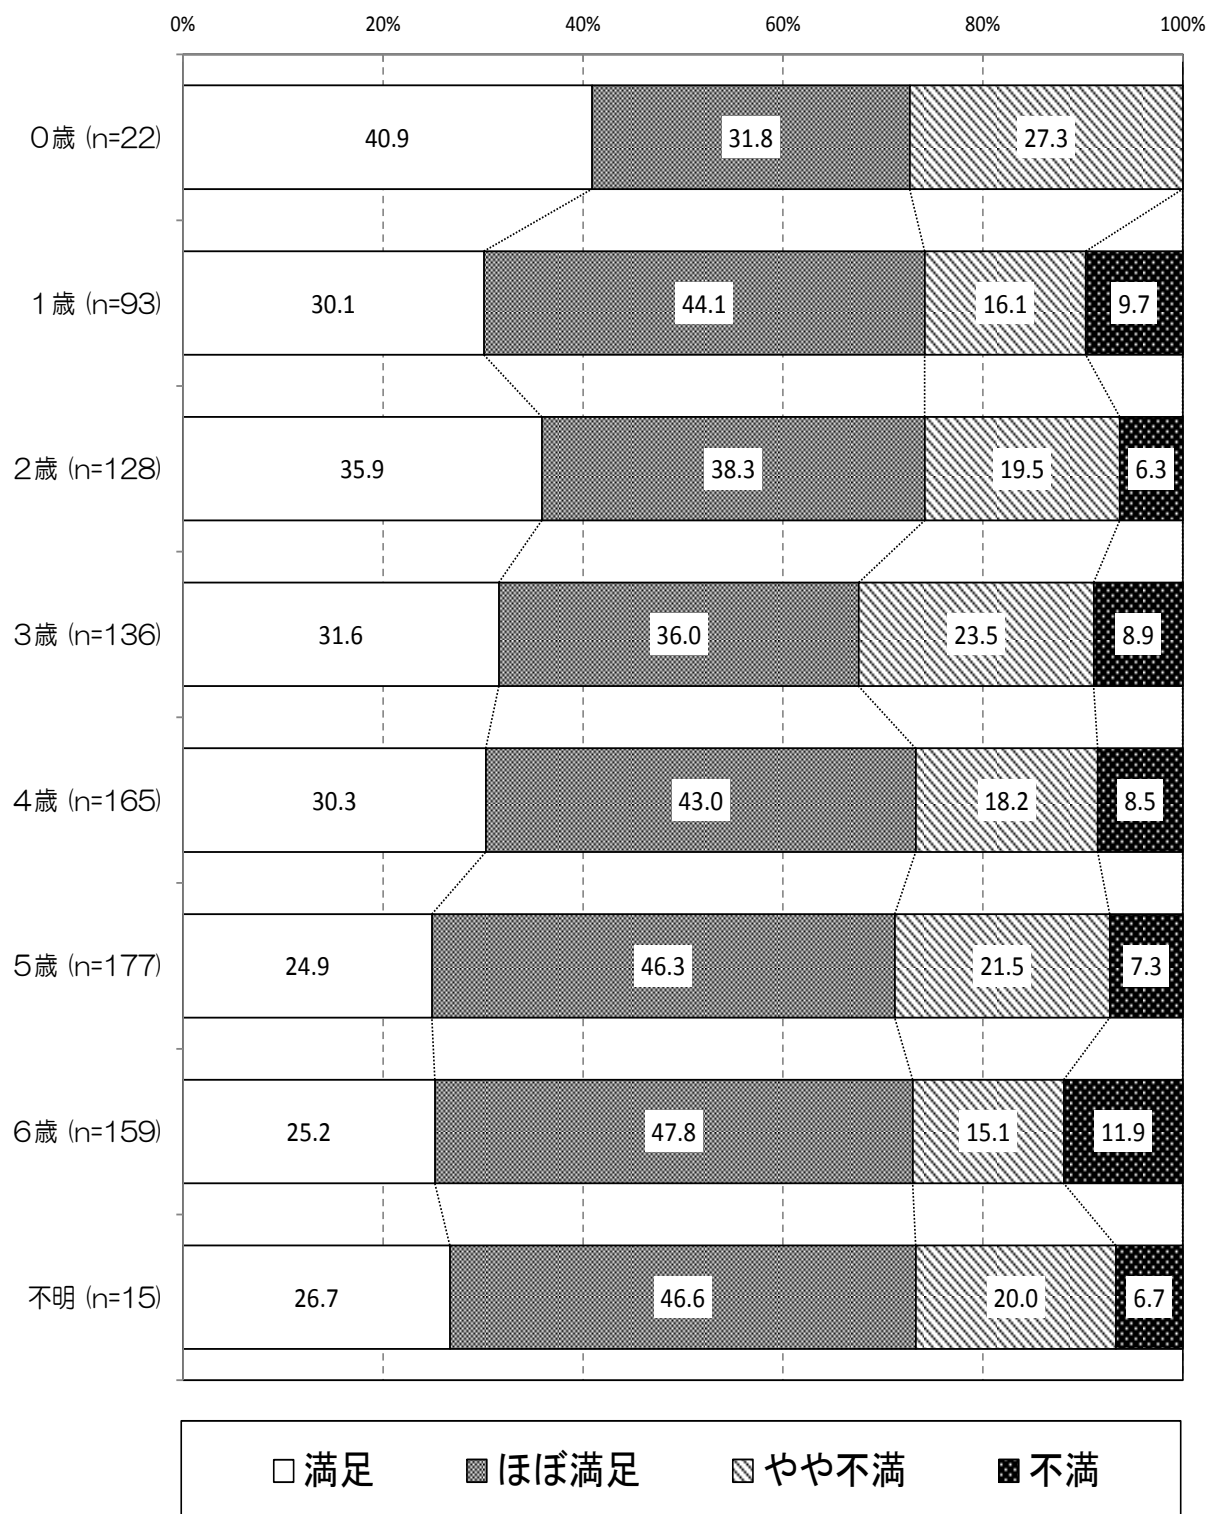 0% 20% 40% 60% 80% 100%
0歳 (n=22) 40.9 31.8 27.3
1歳 (n=93) 30.1 44.1 16.1 9.7
2歳 (n=128) 35.9 38.3 19.5 6.3
3歳 (n=136) 31.6 36.0 23.5 8.9
4歳 (n=165) 30.3 43.0 18.2 8.5
5歳 (n=177) 24.9 46.3 21.5 7.3
6歳 (n=159) 25.2 47.8 15.1 11.9
不明 (n=15) 26.7 46.6 20.0 6.7
満足 ほぼ満足 やや不満 不満